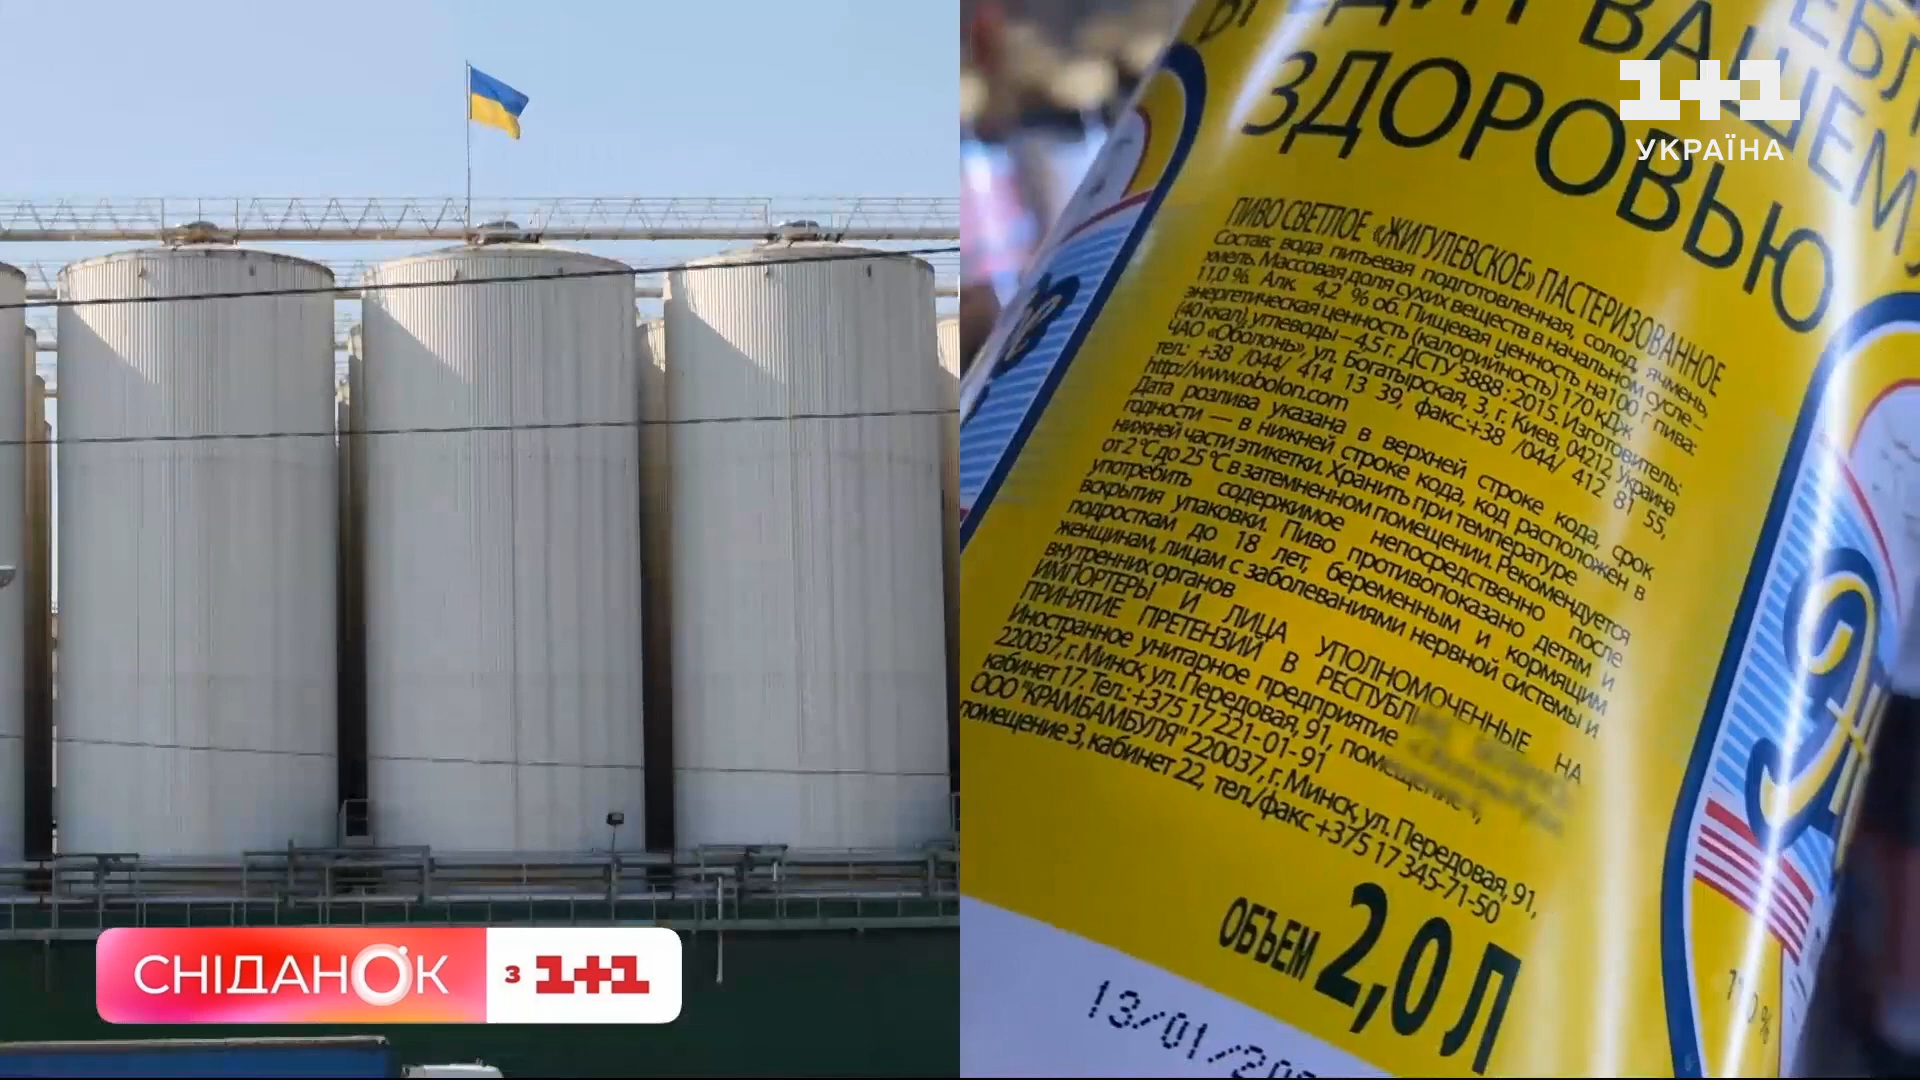 СНІДАНОК
з 1+1
1+1
УКРАЇНА
ВРЕДИТ ВАШЕМУ
ЗДОРОВЬЮ
ПИВО СВЕТЛОЕ «ЖИГУЛЕВСКОЕ» ПАСТЕРИЗОВАННОЕ
Состав: вода питьевая подготовленная, солод ячмень,
хмель. Массовая доля сухих веществ в начальном сусле –
11,0 %. Алк. 4,2 % об. Пищевая ценность на100 г пива:
энергетическая ценность (калорийность) 170 кДж
(40 ккал), углеводы – 4,5 г. ДСТУ 3888 : 2015. Изготовитель:
ЧАО «Оболонь», ул. Богатырская, 3, г. Киев, 04212, Украина
тел.: +38 /044/ 414 13 39, факс:+38 /044/ 412 81 55,
http://www.obolon.com
Дата розлива указана в верхней строке кода, срок
годности — в нижней строке кода, код расположен в
нижней части этикетки. Хранить при температуре
от 2 °С до 25 °С в затемненном помещении. Рекомендуется
употребить содержимое непосредственно после
вскрытия упаковки. Пиво противопоказано детям и
подросткам до 18 лет, беременным и кормящим
женщинам, лицам с заболеваниями нервной системы и
внутренних органов
ИМПОРТЕРЫ И ЛИЦА УПОЛНОМОЧЕННЫЕ НА
ПРИНЯТИЕ ПРЕТЕНЗИЙ В РЕСПУБЛИ
Иностранное унитарное предприятие
220037, г. Минск, ул. Передовая, 91, помещение 1,
кабинет 17. Тел.: +375 17 221- 01- 91
ООО "КРАМБАМБУЛЯ" 220037, г. Минск, ул. Передовая, 91,
помещение 3, кабинет 22, тел./факс +375 17 345-71-50
ОБЪЕМ 2,0 Л
13/01/20